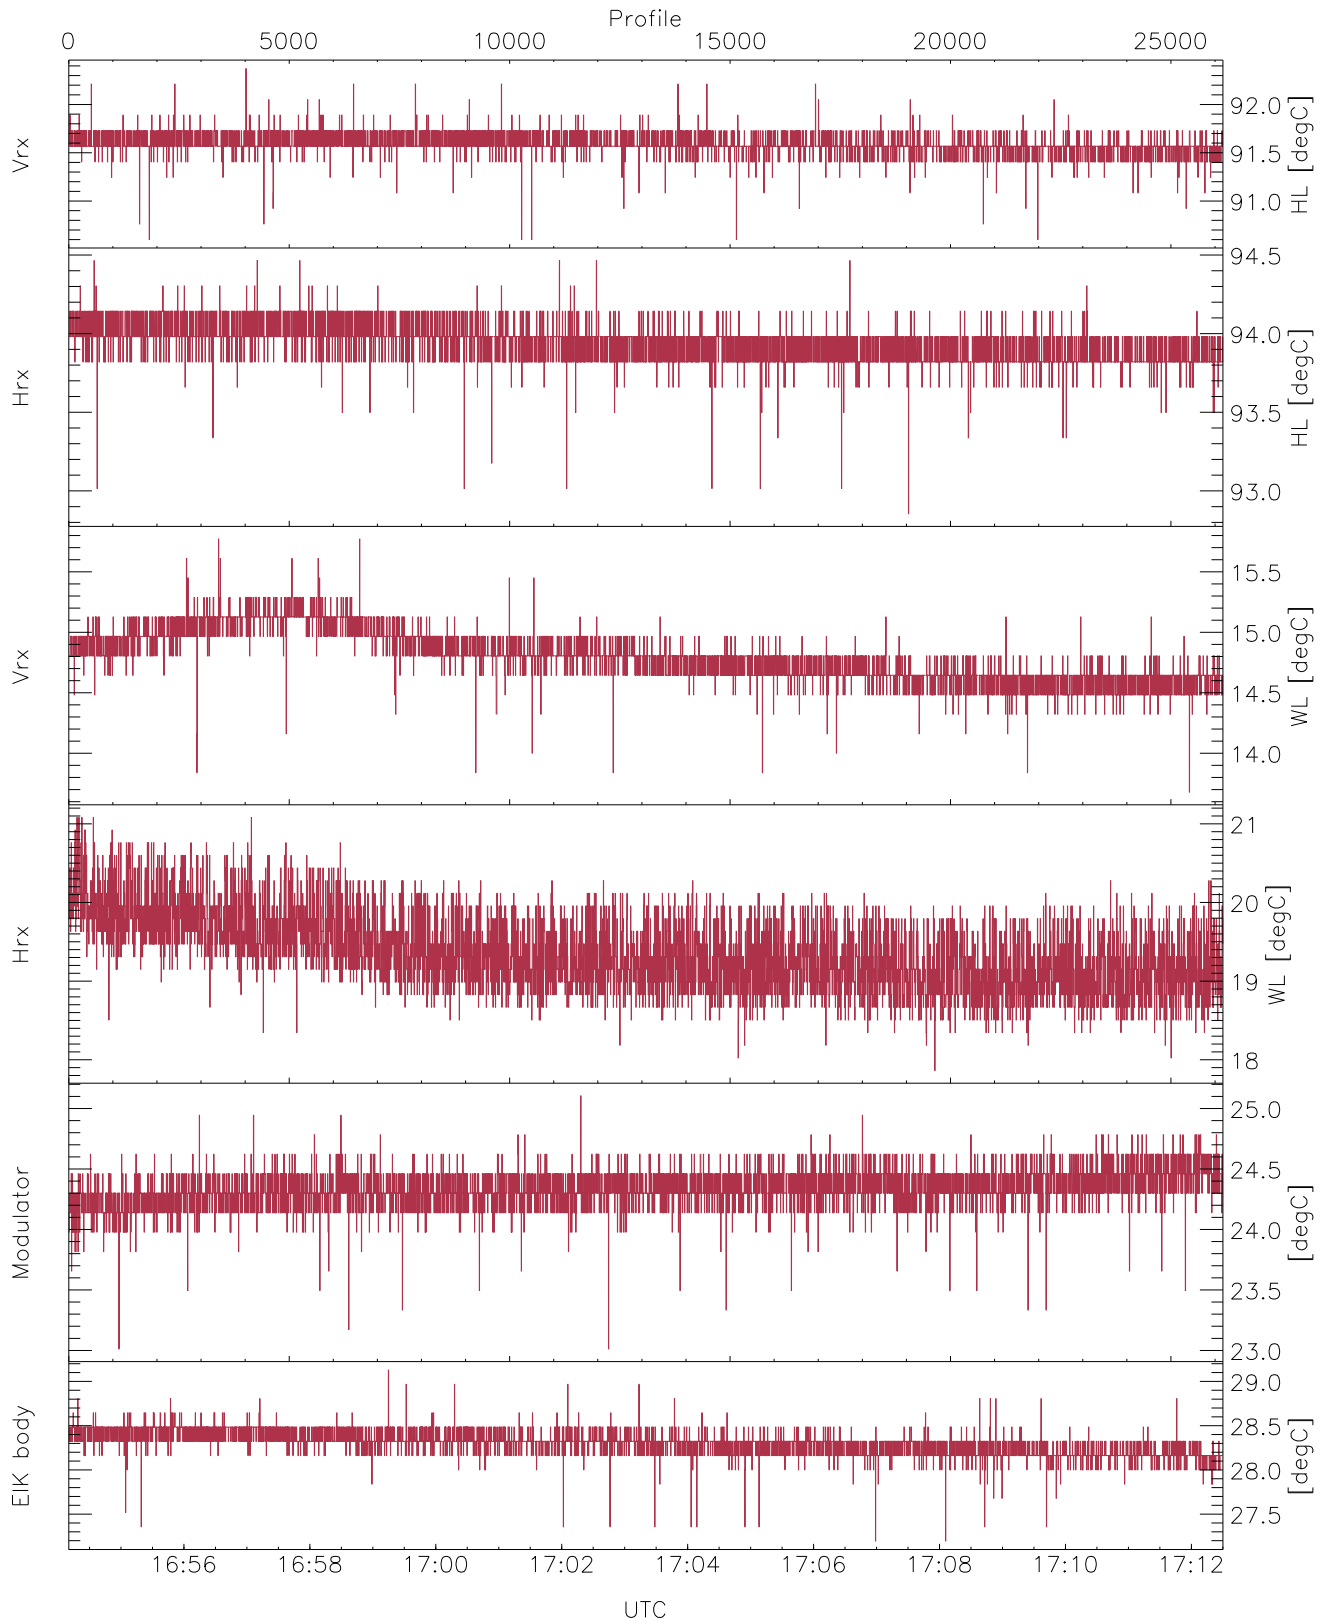 Profile
0 5000 10000 15000 20000 25000
Vrx
92.0
91.5
91.0
HL [degC]
Hrx
94.5
94.0
93.5
93.0
HL [degC]
Vrx
15.5
15.0
14.5
14.0
WL [degC]
Hrx
21
20
19
18
WL [degC]
Modulator
25.0
24.5
24.0
23.5
23.0
[degC]
EIK body
29.0
28.5
28.0
27.5
[degC]
16:56 16:58 17:00 17:02 17:04 17:06 17:08 17:10 17:12
UTC